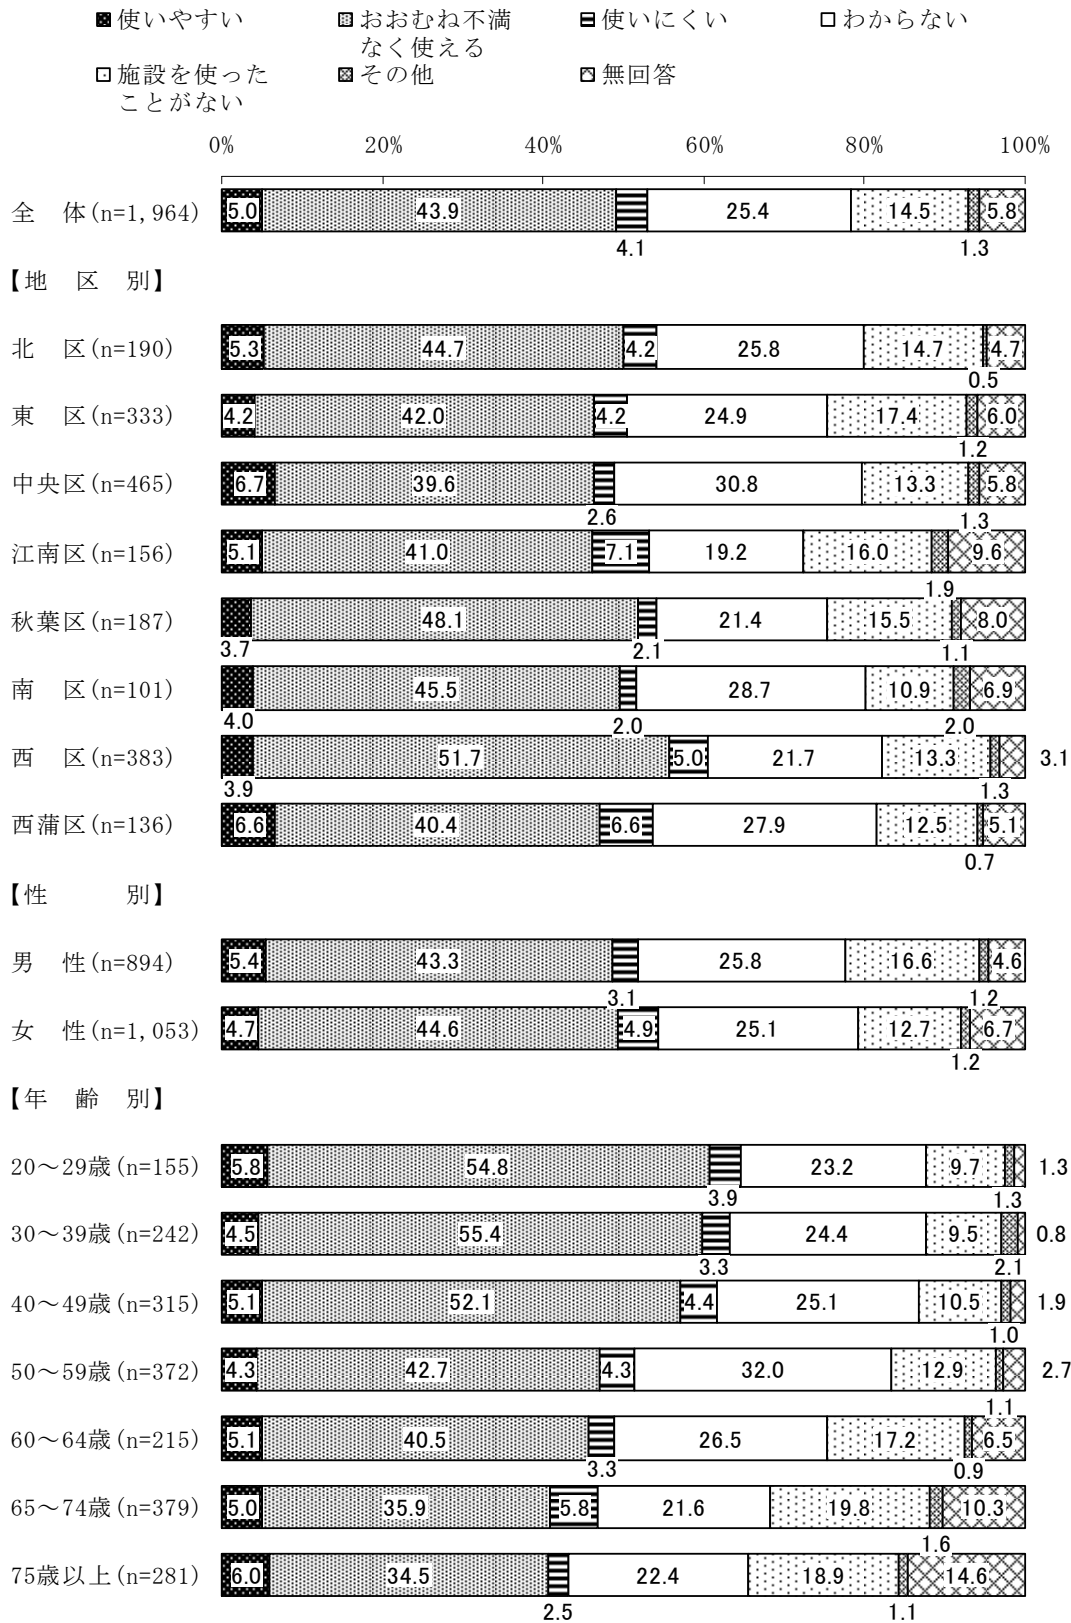 使いやすい おおむね不満 使いにくい わからない
なく使える
施設を使った その他 無回答
ことがない
0% 20% 40% 60% 80% 100%
全 体(n=1,964) 5.0 43.9 25.4 14.5 5.8
4.1 1.3
【地 区 別】
北 区(n=190) 5.3 44.7 4.2 25.8 14.7 4.7
0.5
東 区(n=333) 4.2 42.0 4.2 24.9 17.4 6.0
1.2
中央区(n=465) 6.7 39.6 30.8 13.3 5.8
2.6 1.3
江南区(n=156) 5.1 41.0 7.1 19.2 16.0 9.6
1.9
秋葉区(n=187) 48.1 21.4 15.5 8.0
3.7 2.1 1.1
南 区(n=101) 45.5 28.7 10.9 6.9
4.0 2.0 2.0
西 区(n=383) 51.7 5.0 21.7 13.3 3.1
3.9 1.3
西蒲区(n=136) 6.6 40.4 6.6 27.9 12.5 5.1
0.7
【性 別】
男 性(n=894) 5.4 43.3 25.8 16.6 4.6
3.1 1.2
女 性(n=1,053) 4.7 44.6 4.9 25.1 12.7 6.7
1.2
【年 齢 別】
20～29歳(n=155) 5.8 54.8 23.2 9.7 1.3
3.9 1.3
30～39歳(n=242) 4.5 55.4 24.4 9.5 0.8
3.3 2.1
40～49歳(n=315) 5.1 52.1 4.4 25.1 10.5 1.9
1.0
50～59歳(n=372) 4.3 42.7 4.3 32.0 12.9 2.7
1.1
60～64歳(n=215) 5.1 40.5 26.5 17.2 6.5
3.3 0.9
65～74歳(n=379) 5.0 35.9 5.8 21.6 19.8 10.3
1.6
75歳以上(n=281) 6.0 34.5 22.4 18.9 14.6
2.5 1.1